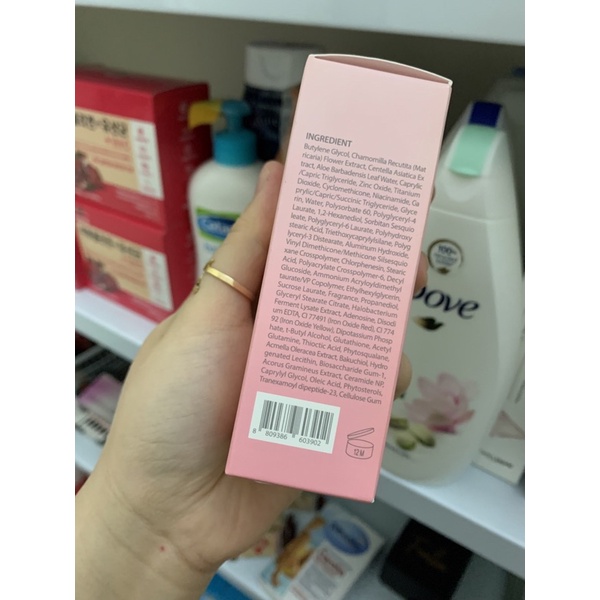 INGREDIENT
Butylene Glycol, Chamomilla Recutita (Mat
ricaria) Flower Extract, Centella Asiatica Ex
tract, Aloe Barbadensis Leaf Water, Caprylic
/Capric Triglyceride, Zinc Oxide, Titanium
Dioxide, Cyclomethicone, Niacinamide, Ca
prylic/Capric/Succinic Triglyceride, Glyce
rin, Water, Polysorbate 60, Polyglyceryl-4
Laurate, 1,2-Hexanediol, Sorbitan Sesquio
leate, Polyglyceryl-6 Laurate, Polyhydroxy
stearic Acid, Triethoxycaprylylsilane, Polyg
lyceryl-3 Distearate, Aluminum Hydroxide,
Vinyl Dimethicone/Methicone Silsesquio
xane Crosspolymer, Chlorphenesin, Stearic
Acid, Polyacrylate Crosspolymer-6, Decyl
Glucoside, Ammonium Acryloyldimethyl
taurate/VP Copolymer, Ethylhexylglycerin,
Sucrose Laurate, Fragrance, Propanediol,
Glyceryl Stearate Citrate, Halobacterium
Ferment Lysate Extract, Adenosine, Disodi
um EDTA, CI 77491 (Iron Oxide Red), CI 774
92 (Iron Oxide Yellow), Dipotassium Phosp
hate, t-Butyl Alcohol, Glutathione, Acetyl
Glutamine, Thioctic Acid, Phytosqualane,
Acmella Oleracea Extract, Bakuchiol, Hydro
genated Lecithin, Biosaccharide Gum-1,
Acorus Gramineus Extract, Ceramide NP,
Caprylyl Glycol, Oleic Acid, Phytosterols,
Tranexamoyl dipeptide-23, Cellulose Gum
8 809386 603902
12 M
100%
Dove